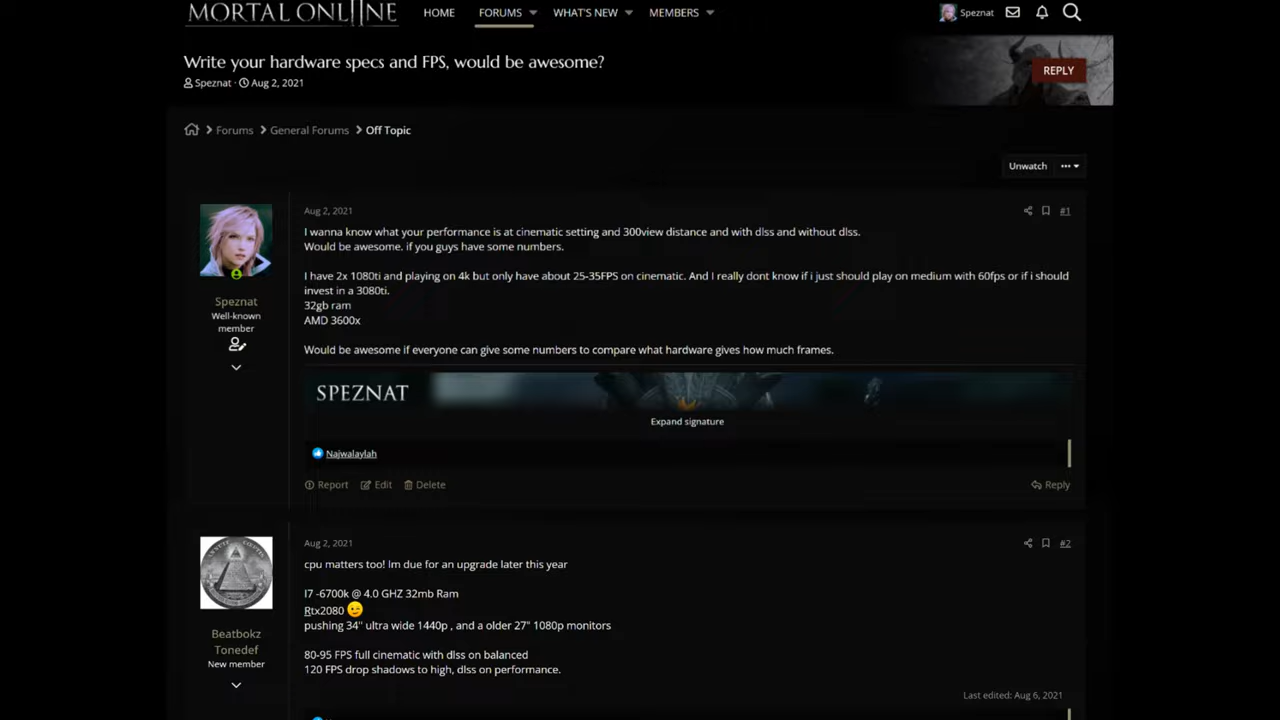 MORTAL ONLINE HOME FORUMS WHAT'S NEW MEMBERS Speznat
Write your hardware specs and FPS, would be awesome?
Speznat · Aug 2, 2021
REPLY
Forums General Forums Off Topic
Unwatch
Aug 2, 2021 #1
I wanna know what your performance is at cinematic setting and 300view distance and with dlss and without dlss.
Would be awesome. if you guys have some numbers.
I have 2x 1080ti and playing on 4k but only have about 25-35FPS on cinematic. And I really dont know if i just should play on medium with 60fps or if i should
invest in a 3080ti.
32gb ram
AMD 3600x
Would be awesome if everyone can give some numbers to compare what hardware gives how much frames.
Speznat
Well-known
member
SPEZNAT
Expand signature
Najwalaylah
Report Edit Delete Reply
Aug 2, 2021 #2
cpu matters too! Im due for an upgrade later this year
I7 -6700k @ 4.0 GHZ 32mb Ram
Rtx2080
pushing 34" ultra wide 1440p , and a older 27" 1080p monitors
80-95 FPS full cinematic with dlss on balanced
120 FPS drop shadows to high, dlss on performance.
Beatbokz
Tonedef
New member
Last edited: Aug 6, 2021